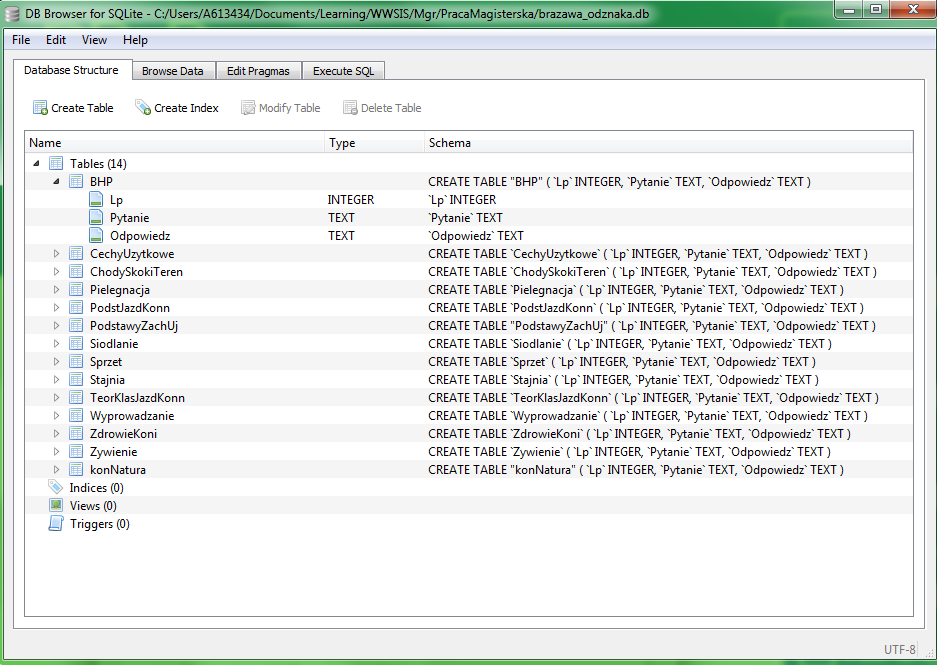 DB Browser for SQLite - C:/Users/A613434/Documents/Learning/WWSIS/Mgr/PracaMagisterska/brazawa_odznaka.db
File Edit View Help
Database Structure Browse Data Edit Pragmas Execute SQL
Create Table Create Index Modify Table Delete Table
Name Type Schema
Tables (14)
BHP CREATE TABLE "BHP" ( `Lp` INTEGER, `Pytanie` TEXT, `Odpowiedz` TEXT )
Lp INTEGER `Lp` INTEGER
Pytanie TEXT `Pytanie` TEXT
Odpowiedz TEXT `Odpowiedz` TEXT
CechyUzytkowe CREATE TABLE `CechyUzytkowe` ( `Lp` INTEGER, `Pytanie` TEXT, `Odpowiedz` TEXT )
ChodySkokiTeren CREATE TABLE `ChodySkokiTeren` ( `Lp` INTEGER, `Pytanie` TEXT, `Odpowiedz` TEXT )
Pielegnacja CREATE TABLE `Pielegnacja` ( `Lp` INTEGER, `Pytanie` TEXT, `Odpowiedz` TEXT )
PodstJazdKonn CREATE TABLE `PodstJazdKonn` ( `Lp` INTEGER, `Pytanie` TEXT, `Odpowiedz` TEXT )
PodstawyZachUj CREATE TABLE "PodstawyZachUj" ( `Lp` INTEGER, `Pytanie` TEXT, `Odpowiedz` TEXT )
Siodlanie CREATE TABLE `Siodlanie` ( `Lp` INTEGER, `Pytanie` TEXT, `Odpowiedz` TEXT )
Sprzet CREATE TABLE `Sprzet` ( `Lp` INTEGER, `Pytanie` TEXT, `Odpowiedz` TEXT )
Stajnia CREATE TABLE `Stajnia` ( `Lp` INTEGER, `Pytanie` TEXT, `Odpowiedz` TEXT )
TeorKlasJazdKonn CREATE TABLE `TeorKlasJazdKonn` ( `Lp` INTEGER, `Pytanie` TEXT, `Odpowiedz` TEXT )
Wyprowadzanie CREATE TABLE `Wyprowadzanie` ( `Lp` INTEGER, `Pytanie` TEXT, `Odpowiedz` TEXT )
ZdrowieKoni CREATE TABLE `ZdrowieKoni` ( `Lp` INTEGER, `Pytanie` TEXT, `Odpowiedz` TEXT )
Zywienie CREATE TABLE `Zywienie` ( `Lp` INTEGER, `Pytanie` TEXT, `Odpowiedz` TEXT )
konNatura CREATE TABLE "konNatura" ( `Lp` INTEGER, `Pytanie` TEXT, `Odpowiedz` TEXT )
Indices (0)
Views (0)
Triggers (0)
UTF-8